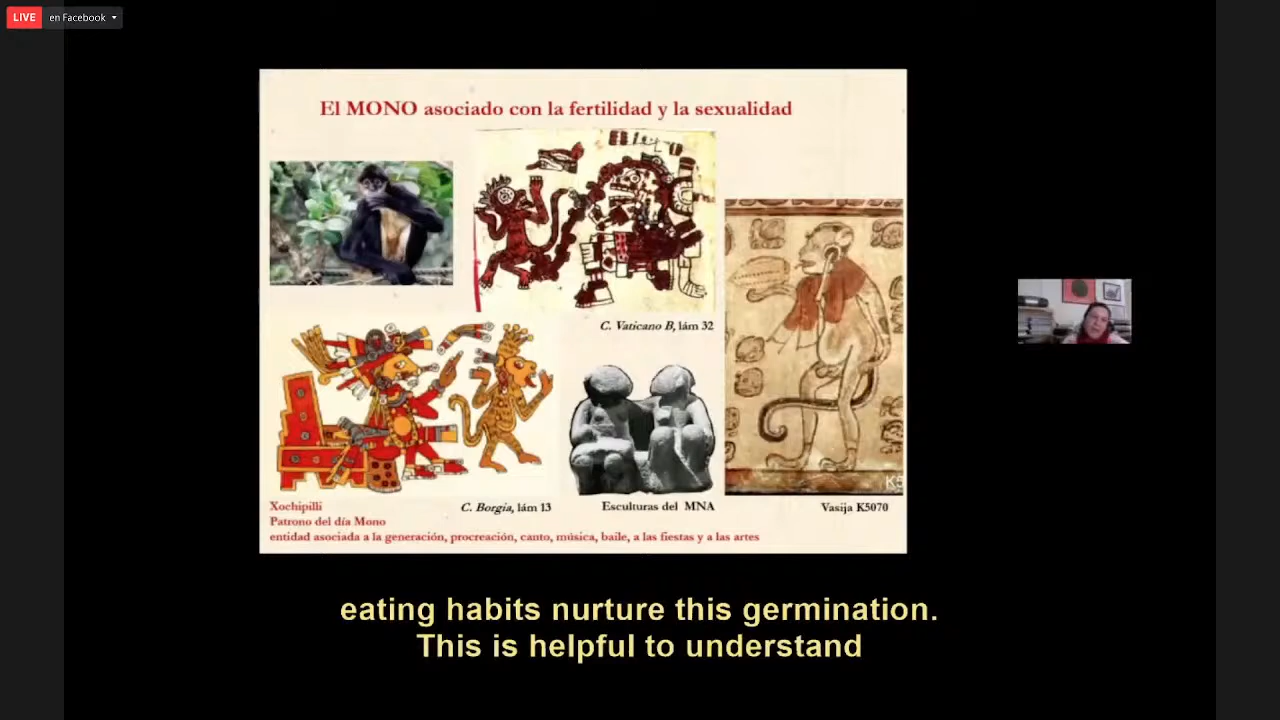 LIVE en Facebook
El MONO asociado con la fertilidad y la sexualidad
C. Vaticano B, lám 32
Xochipilli
C. Borgia, lám 13
Esculturas del MNA
Vasija K5070
Patrono del día Mono
entidad asociada a la generación, procreación, canto, música, baile, a las fiestas y a las artes
eating habits nurture this germination.
This is helpful to understand